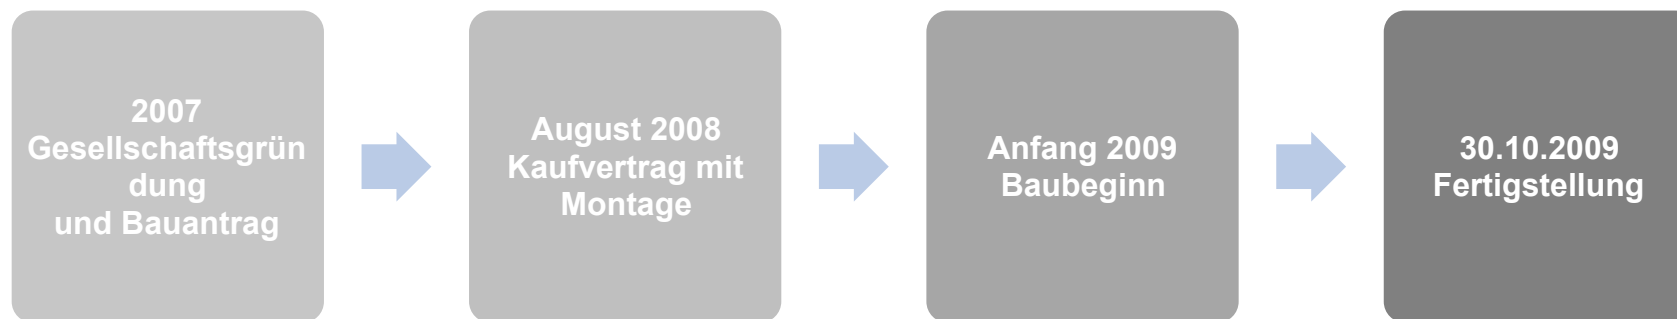 2007
Gesellschaftsgrün
dung
und Bauantrag
August 2008
Kaufvertrag mit
Montage
Anfang 2009
Baubeginn
30.10.2009
Fertigstellung